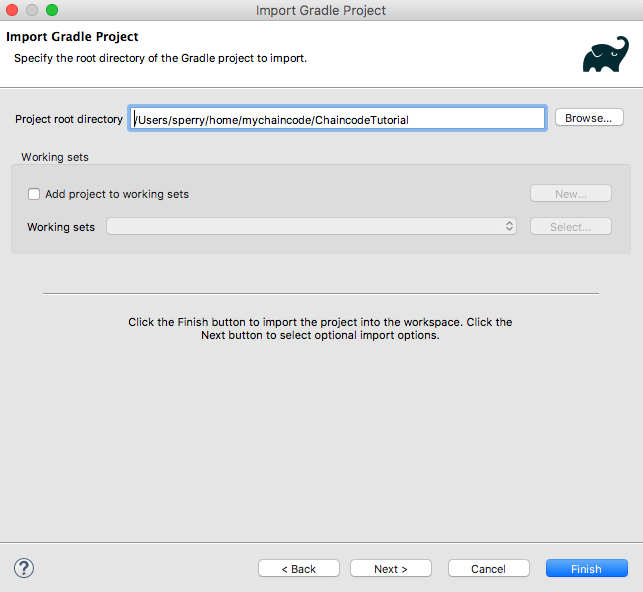 Import Gradle Project
Import Gradle Project
Specify the root directory of the Gradle project to import.
Project root directory /Users/sperry/home/mychaincode/ChaincodeTutorial Browse...
Working sets
Add project to working sets New...
Working sets Select...
Click the Finish button to import the project into the workspace. Click the
Next button to select optional import options.
? < Back Next > Cancel Finish